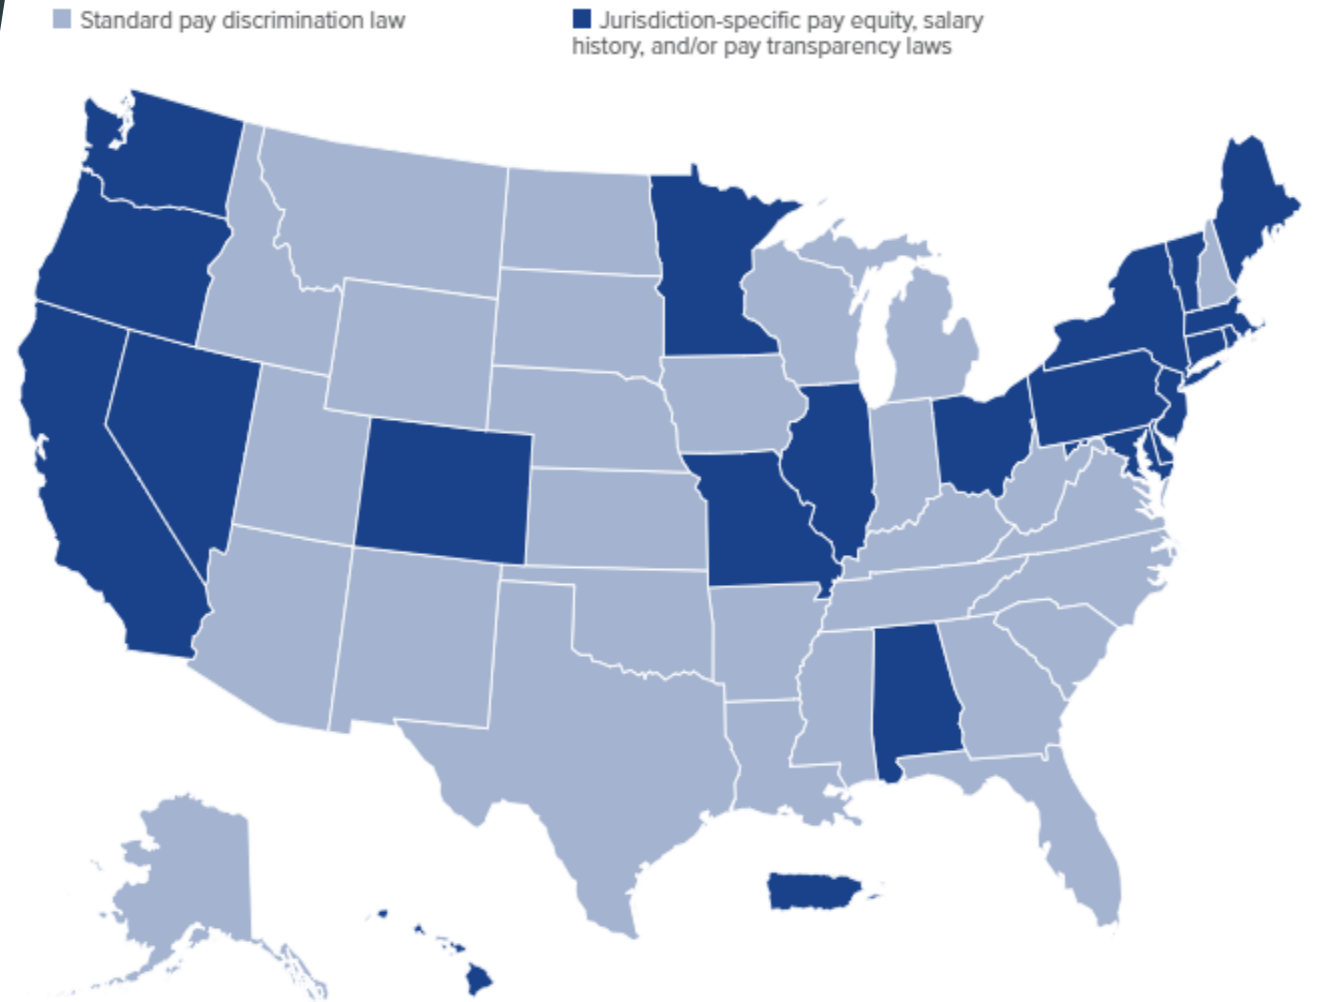 Standard pay discrimination law
Jurisdiction-specific pay equity, salary
history, and/or pay transparency laws